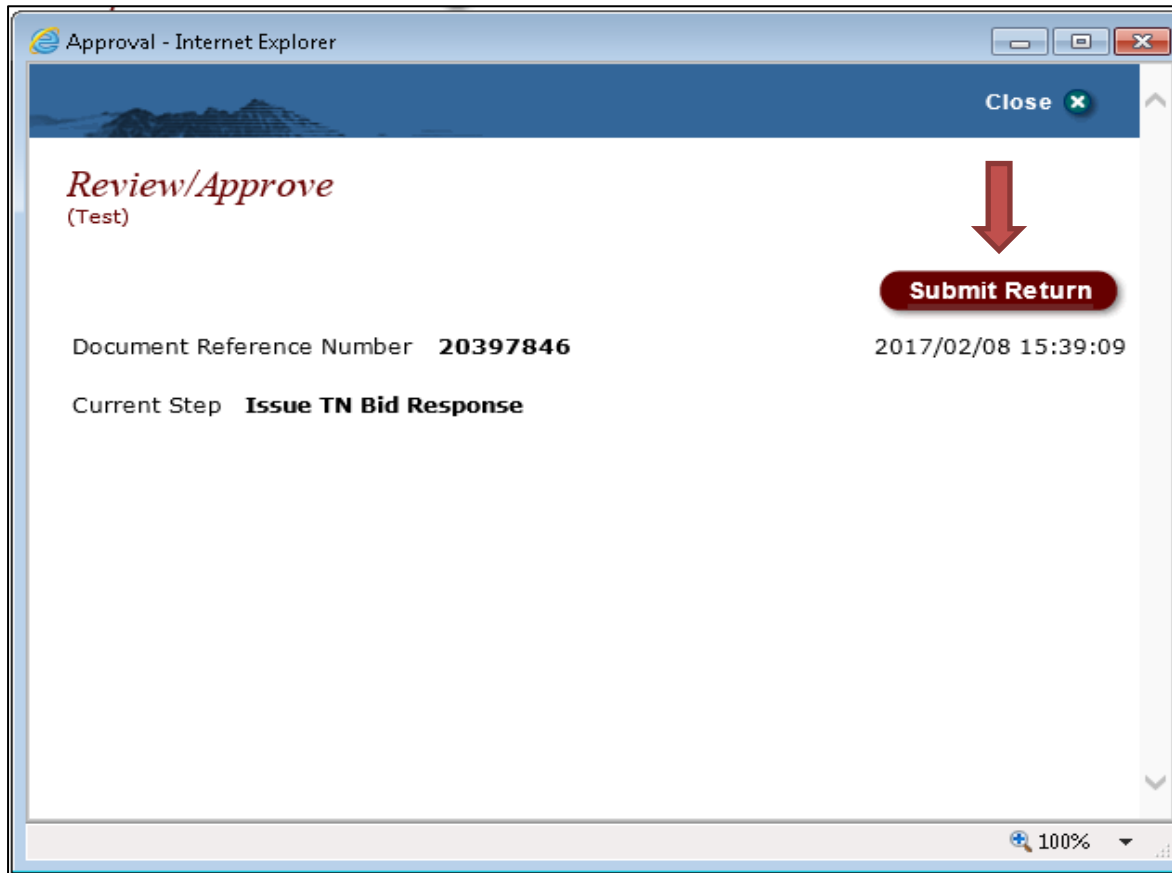 Approval - Internet Explorer
Close
Review/Approve
(Test)
Submit Return
Document Reference Number 20397846 2017/02/08 15:39:09
Current Step Issue TN Bid Response
100%